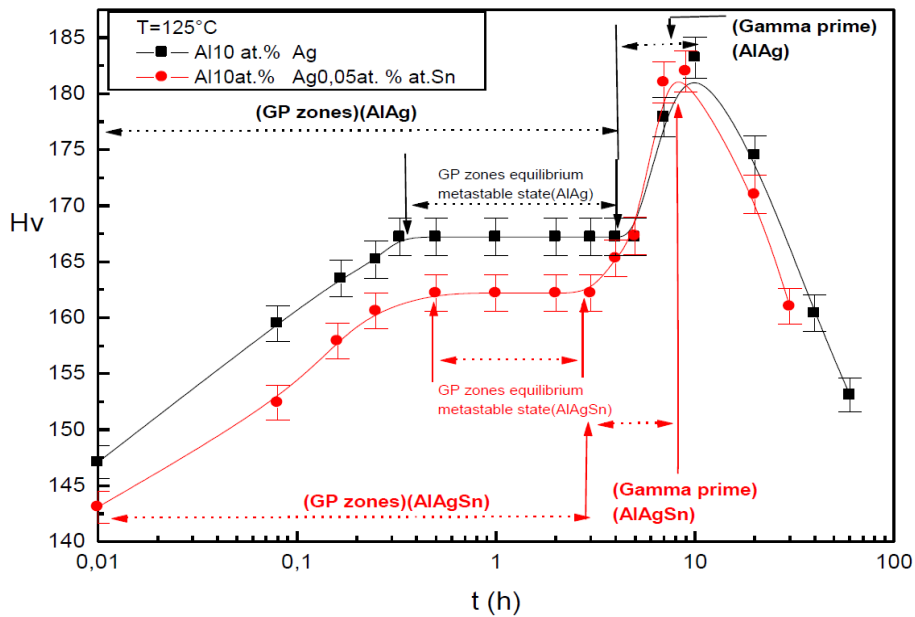 T=125°C
Al10 at.% Ag
Al10at.% Ag0,05at. % at.Sn
(Gamma prime)
(AlAg)
(GP zones)(AlAg)
GP zones equilibrium
metastable state(AlAg)
GP zones equilibrium
metastable state(AlAgSn)
(GP zones)(AlAgSn)
(Gamma prime)
(AlAgSn)
Hv
185
180
175
170
165
160
155
150
145
140
0,01
0,1
1
10
100
t (h)